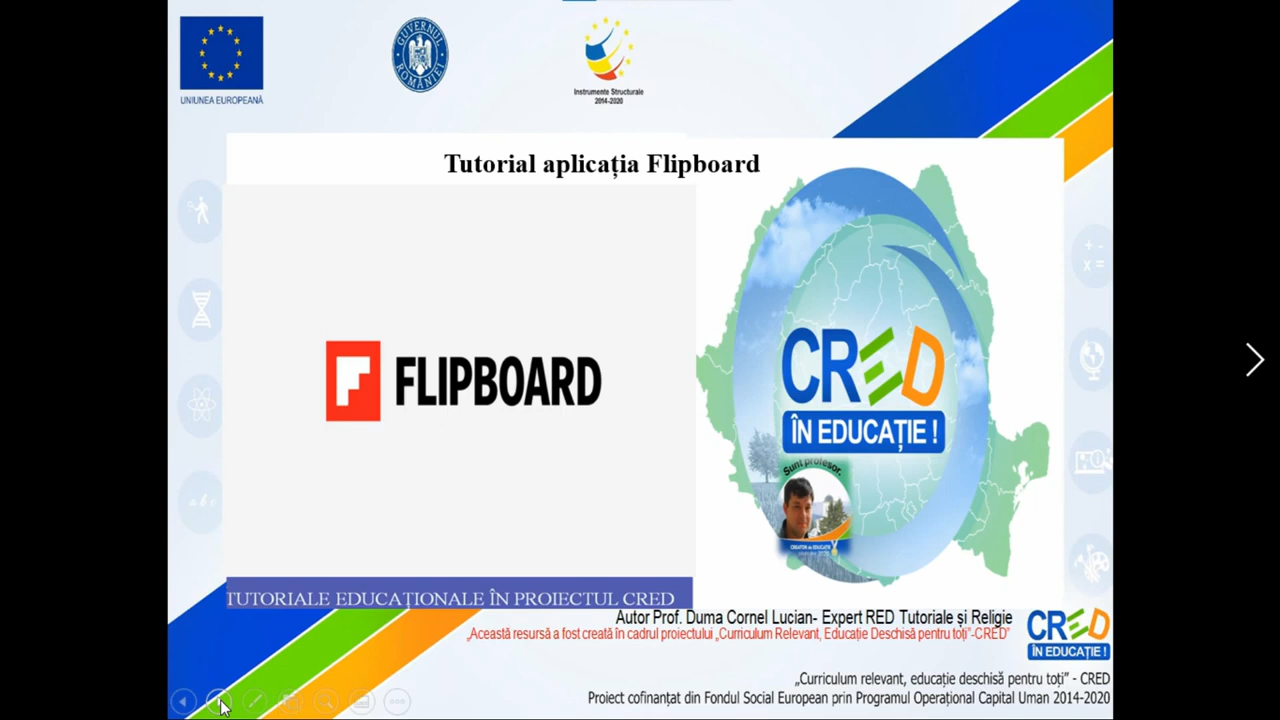 UNIUNEA EUROPEANĂ
GUVERNUL ROMÂNIEI
Instrumente Structurale
2014-2020
Tutorial aplicația Flipboard
FLIPBOARD
CRED
ÎN EDUCAȚIE !
Sunt profesor,
CREATOR de EDUCAȚIE
+ -
x =
a b c
TUTORIALE EDUCAȚIONALE ÎN PROIECTUL CRED
Autor Prof. Duma Cornel Lucian- Expert RED Tutoriale și Religie
„Această resursă a fost creată în cadrul proiectului „Curriculum Relevant, Educație Deschisă pentru toți”-CRED”
CRED
ÎN EDUCAȚIE !
„Curriculum relevant, educație deschisă pentru toți” - CRED
Proiect cofinanțat din Fondul Social European prin Programul Operațional Capital Uman 2014-2020